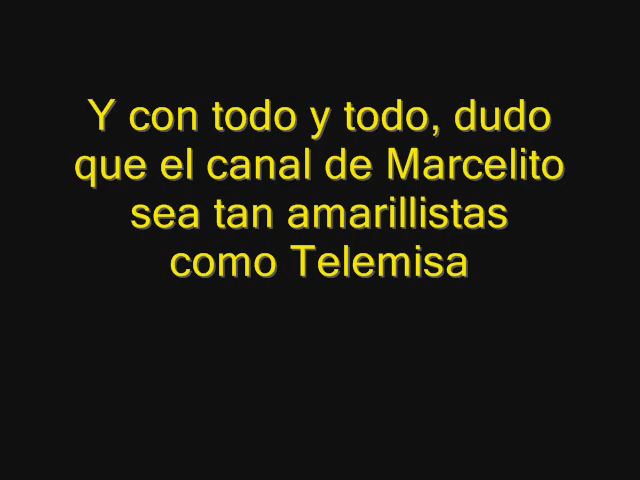 Y con todo y todo, dudo
que el canal de Marcelito
sea tan amarillistas
como Telemisa